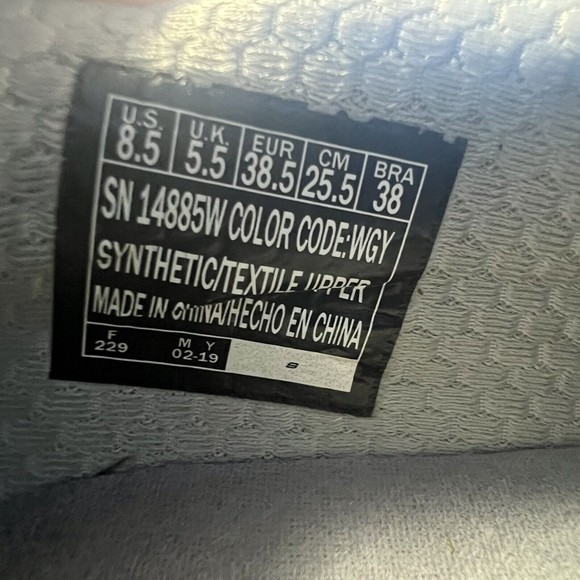 U.S. U.K. EUR CM BRA
8.5 5.5 38.5 25.5 38
SN 14885W COLOR CODE:WGY
SYNTHETIC/TEXTILE UPPER
MADE IN CHINA/HECHO EN CHINA
F M Y
229 02-19